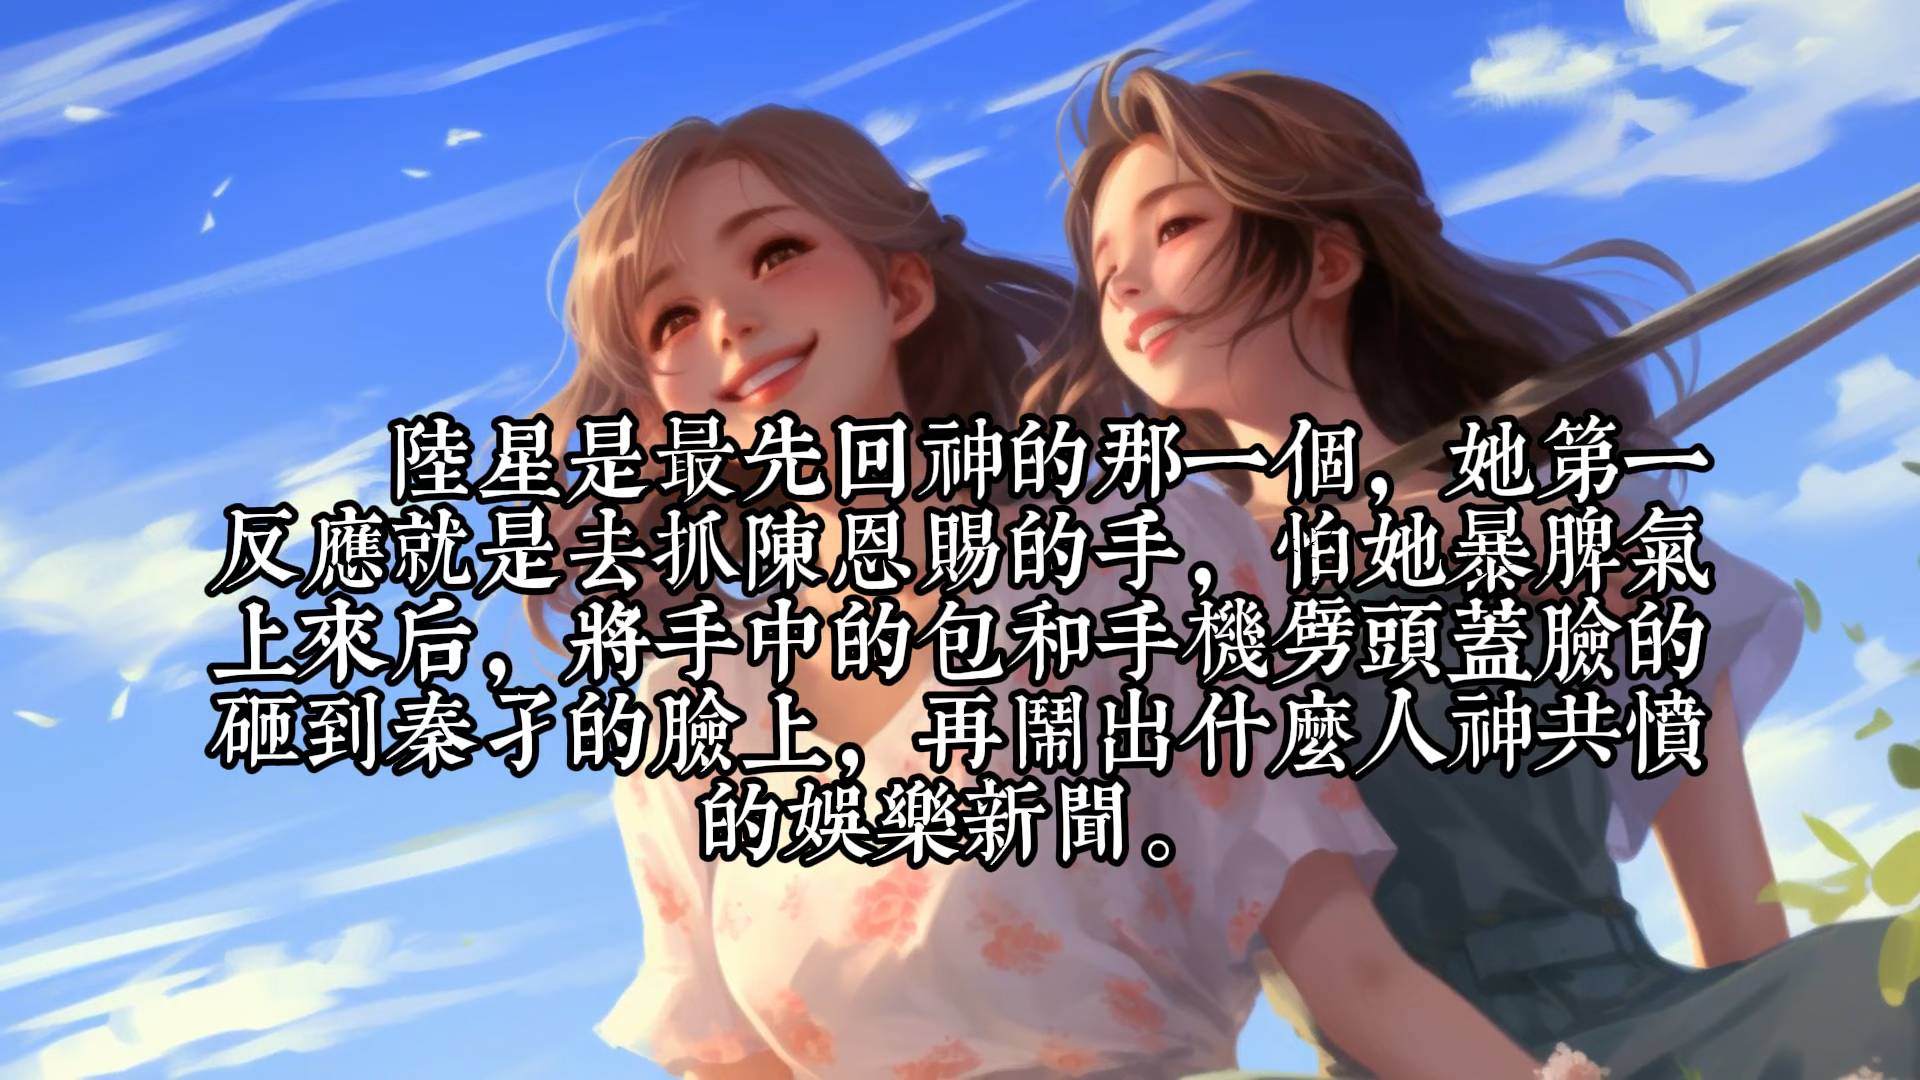 陸星是最先回神的那一個，她第一
反應就是去抓陳恩賜的手，怕她暴脾氣
上來后，將手中的包和手機劈頭蓋臉的
砸到秦孑的臉上，再鬧出什麼人神共憤
的娛樂新聞。